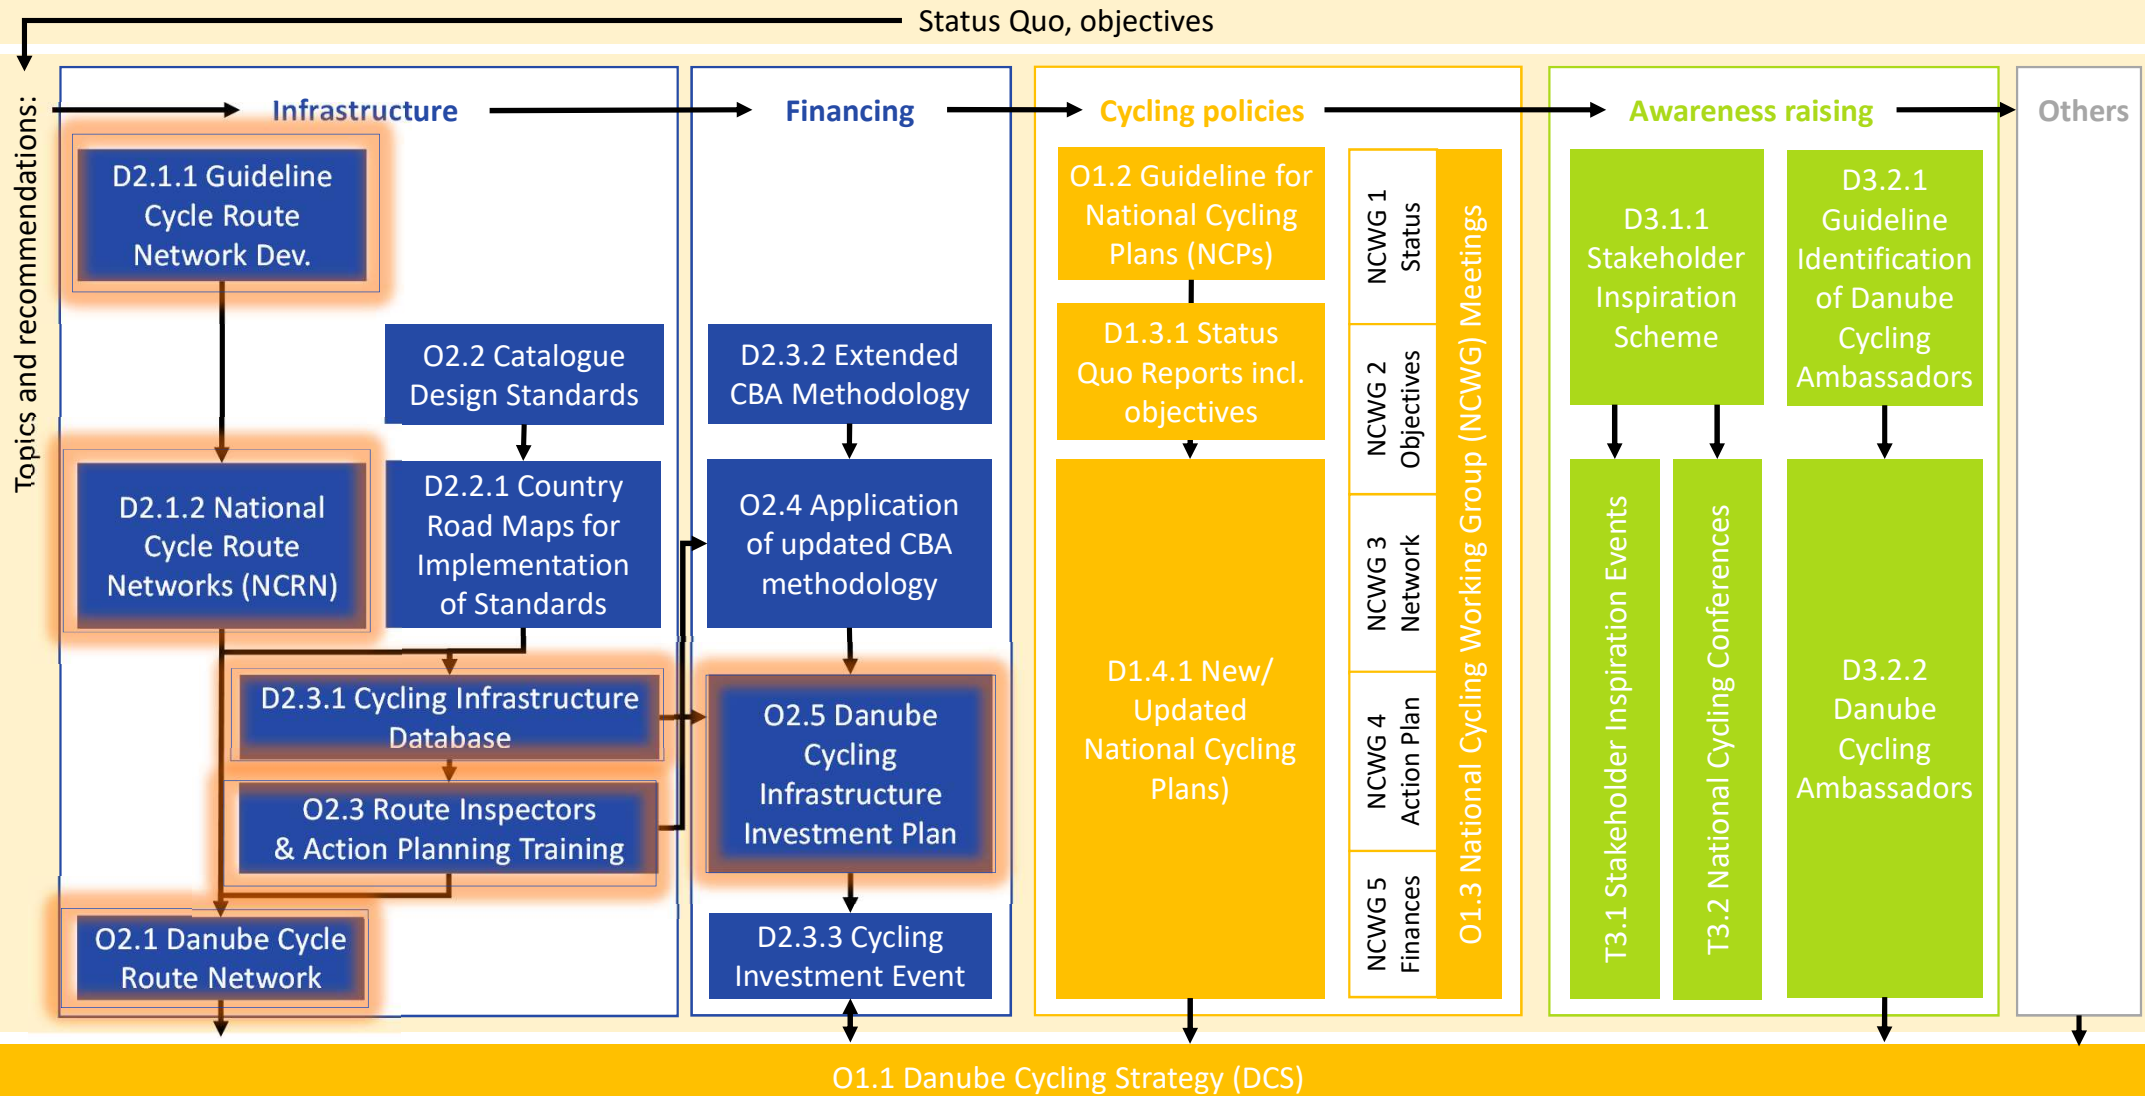 Status Quo, objectives
Topics and recommendations:
Infrastructure
Financing
Cycling policies
Awareness raising
Others
D2.1.1 Guideline
Cycle Route
Network Dev.
O2.2 Catalogue
Design Standards
D2.1.2 National
Cycle Route
Networks (NCRN)
D2.2.1 Country
Road Maps for
Implementation
of Standards
D2.3.1 Cycling Infrastructure
Database
O2.3 Route Inspectors
& Action Planning Training
O2.1 Danube Cycle
Route Network
D2.3.2 Extended
CBA Methodology
O2.4 Application
of updated CBA
methodology
O2.5 Danube
Cycling
Infrastructure
Investment Plan
D2.3.3 Cycling
Investment Event
O1.2 Guideline for
National Cycling
Plans (NCPs)
D1.3.1 Status
Quo Reports incl.
objectives
D1.4.1 New/
Updated
National Cycling
Plans)
NCWG 1
Status
NCWG 2
Objectives
NCWG 3
Network
NCWG 4
Action Plan
NCWG 5
Finances
O1.3 National Cycling Working Group (NCWG) Meetings
D3.1.1
Stakeholder
Inspiration
Scheme
T3.1 Stakeholder Inspiration Events
T3.2 National Cycling Conferences
D3.2.1
Guideline
Identification
of Danube
Cycling
Ambassadors
D3.2.2
Danube
Cycling
Ambassadors
O1.1 Danube Cycling Strategy (DCS)